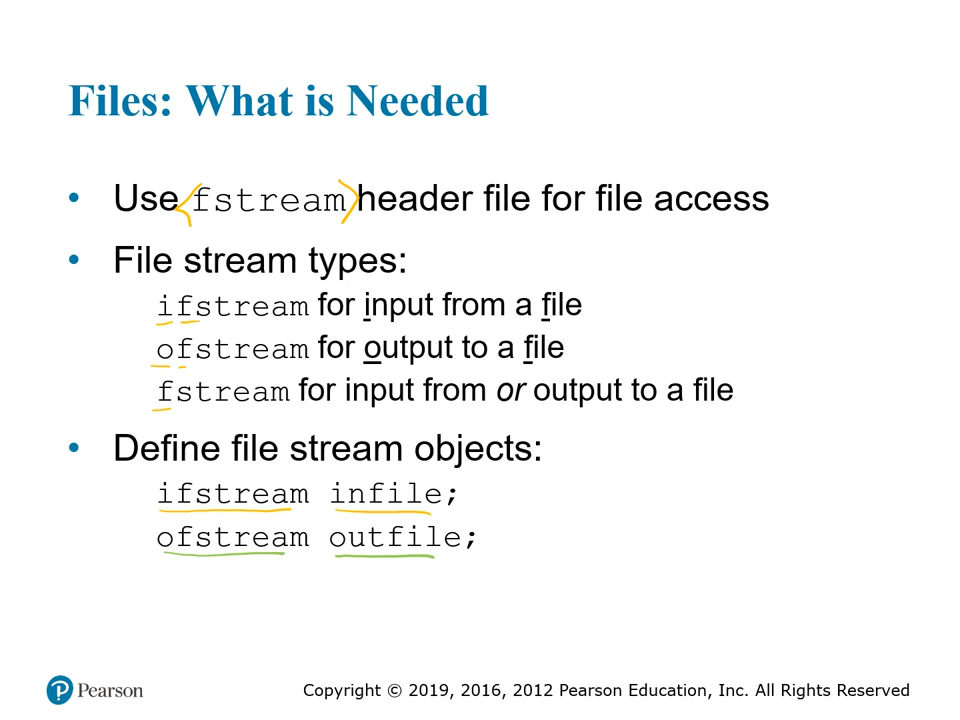 Files: What is Needed
• Use <fstream> header file for file access
• File stream types:
ifstream for input from a file
ofstream for output to a file
fstream for input from or output to a file
• Define file stream objects:
ifstream infile;
ofstream outfile;
Pearson
Copyright © 2019, 2016, 2012 Pearson Education, Inc. All Rights Reserved